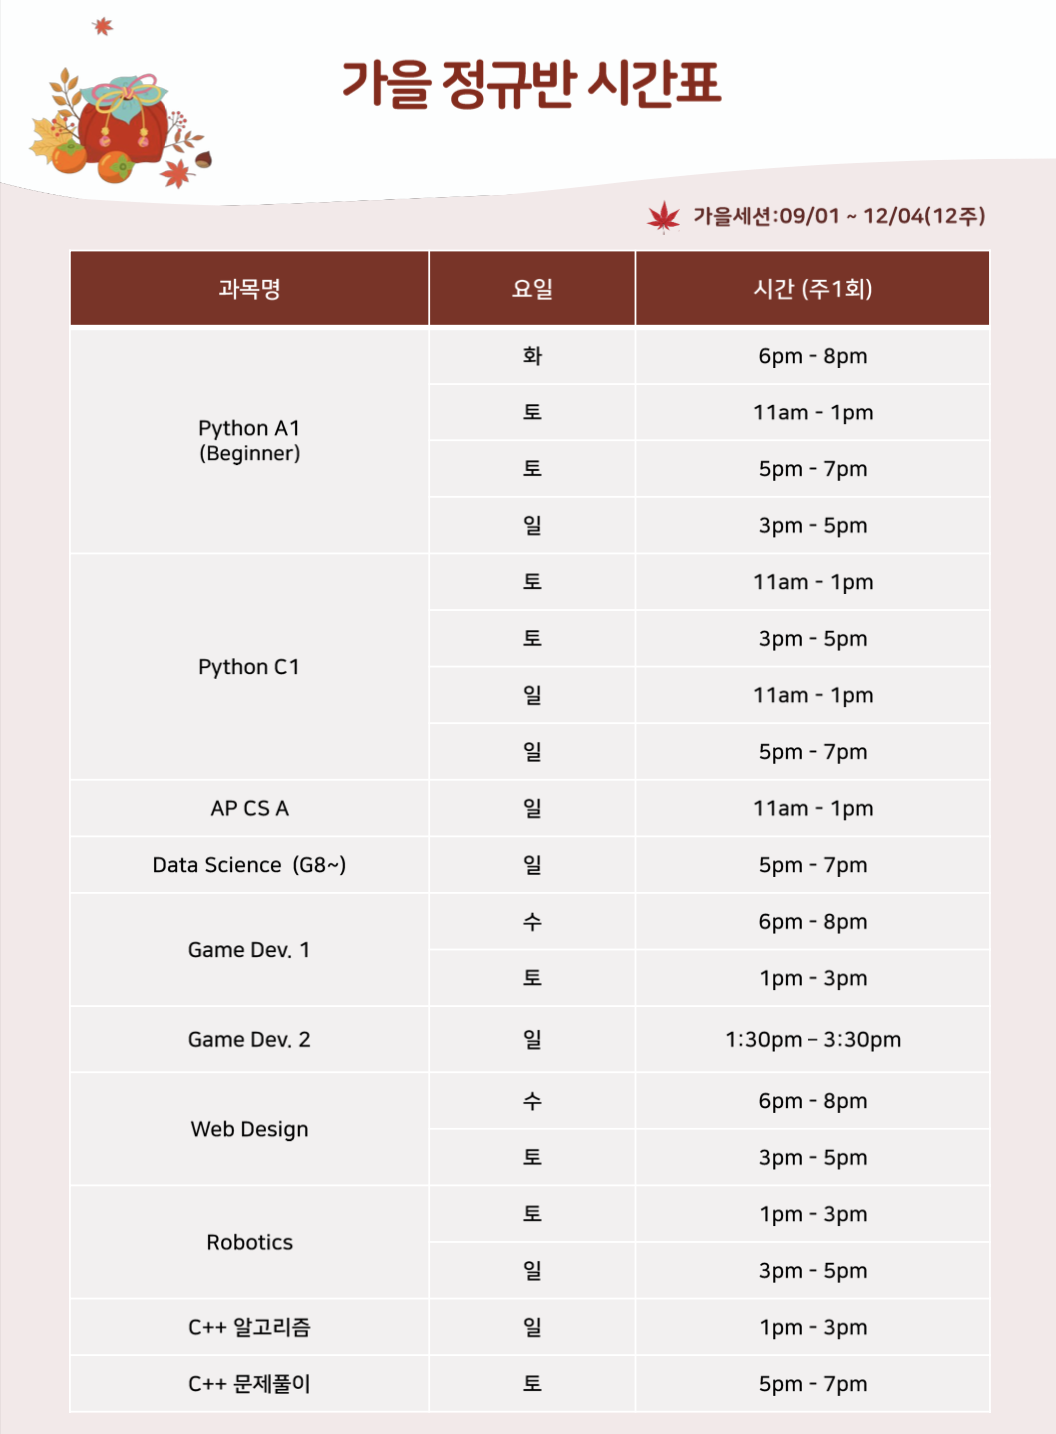 가을 정규반 시간표
가을세션:09/01 ~ 12/04(12주)
과목명 요일 시간 (주1회)
Python A1
(Beginner)
화 6pm - 8pm
토 11am - 1pm
토 5pm - 7pm
일 3pm - 5pm
Python C1
토 11am - 1pm
토 3pm - 5pm
일 11am - 1pm
일 5pm - 7pm
AP CS A 일 11am - 1pm
Data Science (G8~) 일 5pm - 7pm
Game Dev. 1
수 6pm - 8pm
토 1pm - 3pm
Game Dev. 2 일 1:30pm – 3:30pm
Web Design
수 6pm - 8pm
토 3pm - 5pm
Robotics
토 1pm - 3pm
일 3pm - 5pm
C++ 알고리즘 일 1pm - 3pm
C++ 문제풀이 토 5pm - 7pm